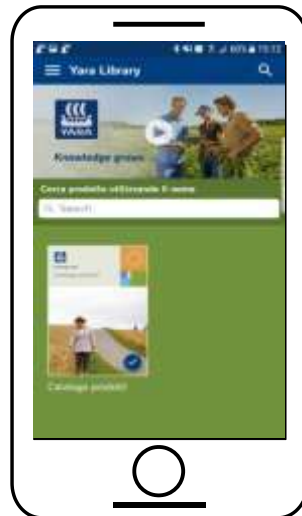 Yara Library
YARA
Knowledge grows
Cerca prodotto utilizzando il nome
Search
Catalogo prodotti